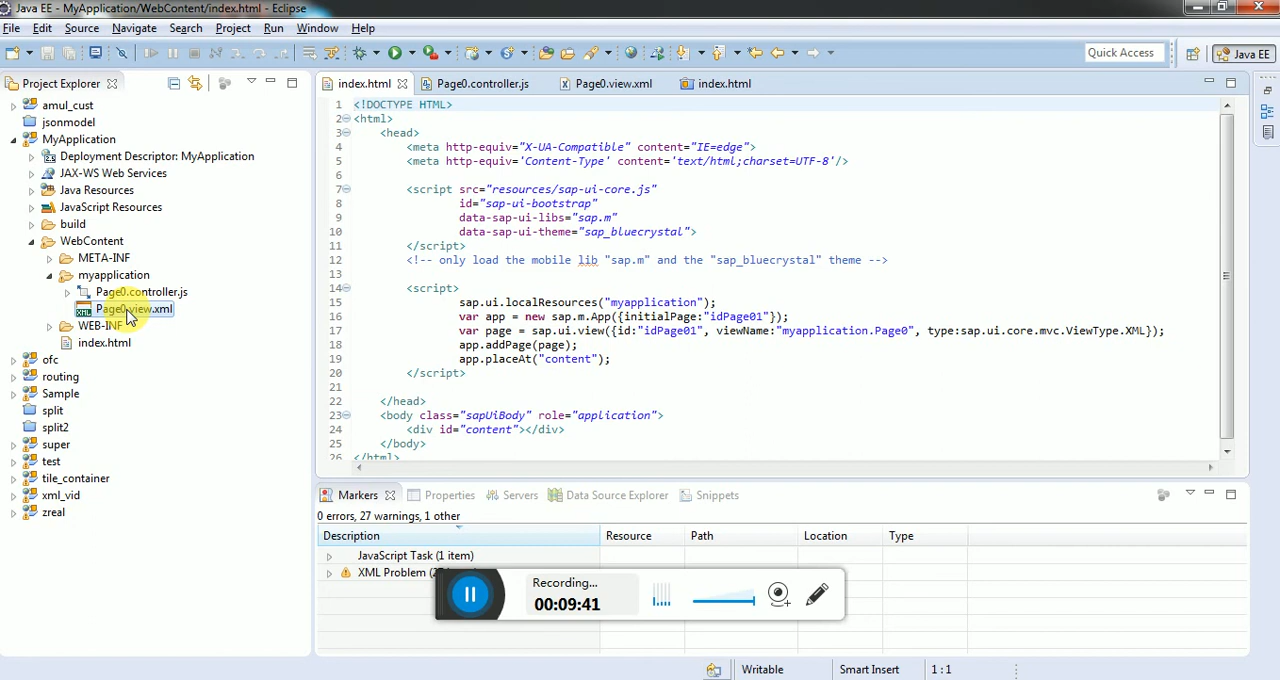 Java EE - MyApplication/WebContent/index.html - Eclipse
File Edit Source Navigate Search Project Run Window Help
Quick Access
Java EE
Project Explorer
amul_cust
jsonmodel
MyApplication
Deployment Descriptor: MyApplication
JAX-WS Web Services
Java Resources
JavaScript Resources
build
WebContent
META-INF
myapplication
Page0.controller.js
Page0.view.xml
WEB-INF
index.html
ofc
routing
Sample
split
split2
super
test
tile_container
xml_vid
zreal
index.html Page0.controller.js Page0.view.xml index.html
1 <!DOCTYPE HTML>
2 <html>
3 <head>
4 <meta http-equiv="X-UA-Compatible" content="IE=edge">
5 <meta http-equiv='Content-Type' content='text/html;charset=UTF-8'/>
6
7 <script src="resources/sap-ui-core.js"
8 id="sap-ui-bootstrap"
9 data-sap-ui-libs="sap.m"
10 data-sap-ui-theme="sap_bluecrystal">
11 </script>
12 <!-- only load the mobile lib "sap.m" and the "sap_bluecrystal" theme -->
13
14 <script>
15 sap.ui.localResources("myapplication");
16 var app = new sap.m.App({initialPage:"idPage01"});
17 var page = sap.ui.view({id:"idPage01", viewName:"myapplication.Page0", type:sap.ui.core.mvc.ViewType.XML});
18 app.addPage(page);
19 app.placeAt("content");
20 </script>
21
22 </head>
23 <body class="sapUiBody" role="application">
24 <div id="content"></div>
25 </body>
26 </html>
Markers Properties Servers Data Source Explorer Snippets
0 errors, 27 warnings, 1 other
Description Resource Path Location Type
JavaScript Task (1 item)
XML Problem
Recording...
00:09:41
Writable Smart Insert 1 : 1